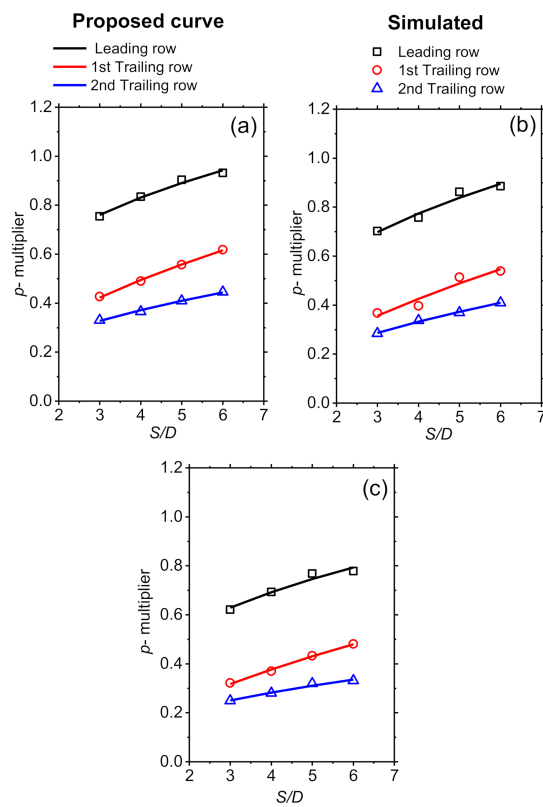 Proposed curve
Leading row
1st Trailing row
2nd Trailing row
Simulated
Leading row
1st Trailing row
2nd Trailing row
(a)
1.2
1.0
0.8
0.6
0.4
0.2
0.0
p- multiplier
2 3 4 5 6 7
S/D
(b)
1.2
1.0
0.8
0.6
0.4
0.2
0.0
p- multiplier
2 3 4 5 6 7
S/D
(c)
1.2
1.0
0.8
0.6
0.4
0.2
0.0
p- multiplier
2 3 4 5 6 7
S/D